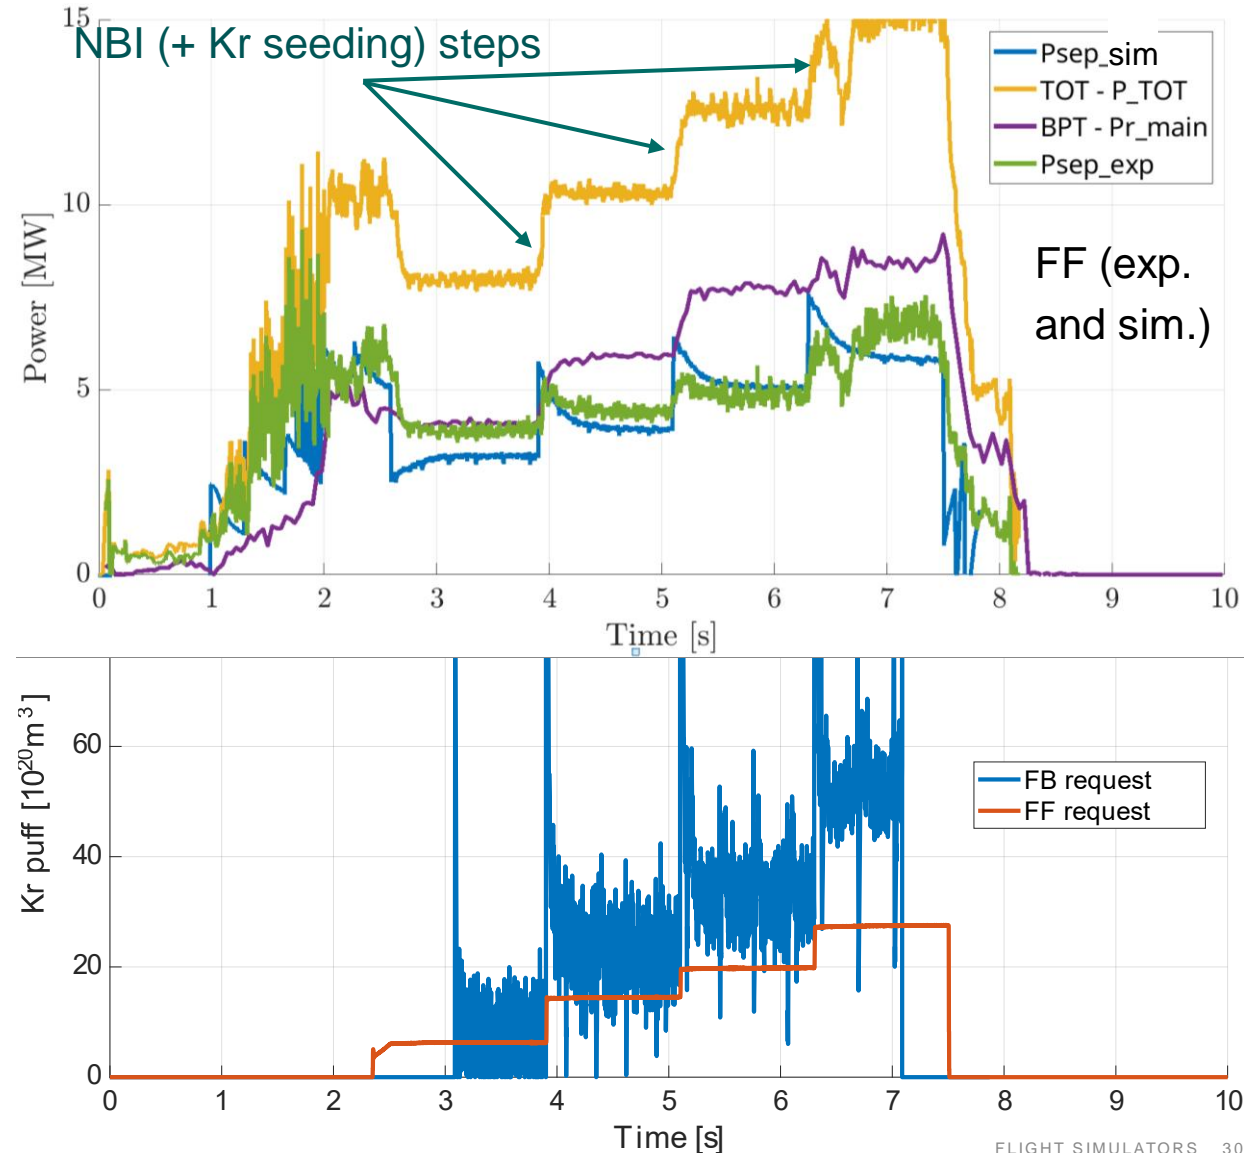 NBI (+ Kr seeding) steps
15
10
5
0
Power [MW]
Psep_sim
TOT - P_TOT
BPT - Pr_main
Psep_exp
FF (exp.
and sim.)
0 1 2 3 4 5 6 7 8 9 10
Time [s]
Kr puff [10²⁰m³]
60
40
20
0
FB request
FF request
0 1 2 3 4 5 6 7 8 9 10
Time [s]
FLIGHT SIMULATORS 30